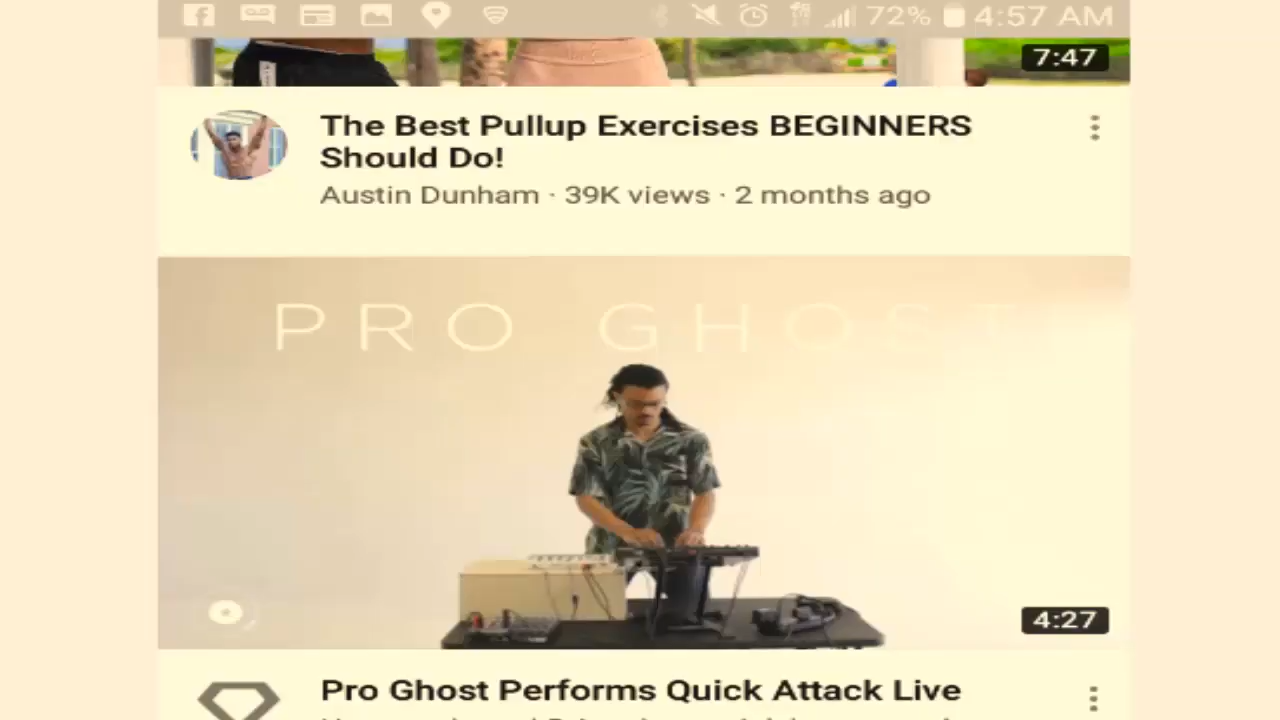 72% 4:57 AM
7:47
The Best Pullup Exercises BEGINNERS
Should Do!
Austin Dunham · 39K views · 2 months ago
PRO GHOST
4:27
Pro Ghost Performs Quick Attack Live